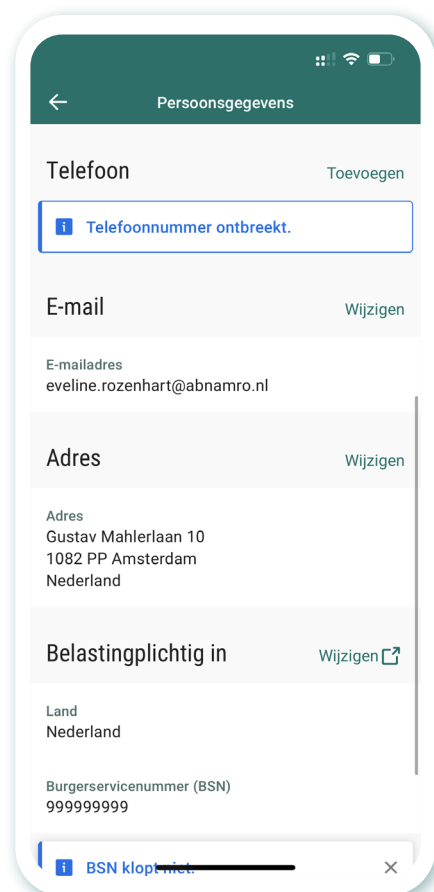 Persoonsgegevens
Telefoon
Toevoegen
Telefoonnummer ontbreekt.
E-mail
Wijzigen
E-mailadres
eveline.rozenhart@abnamro.nl
Adres
Wijzigen
Adres
Gustav Mahlerlaan 10
1082 PP Amsterdam
Nederland
Belastingplichtig in
Wijzigen
Land
Nederland
Burgerservicenummer (BSN)
999999999
BSN klopt niet.